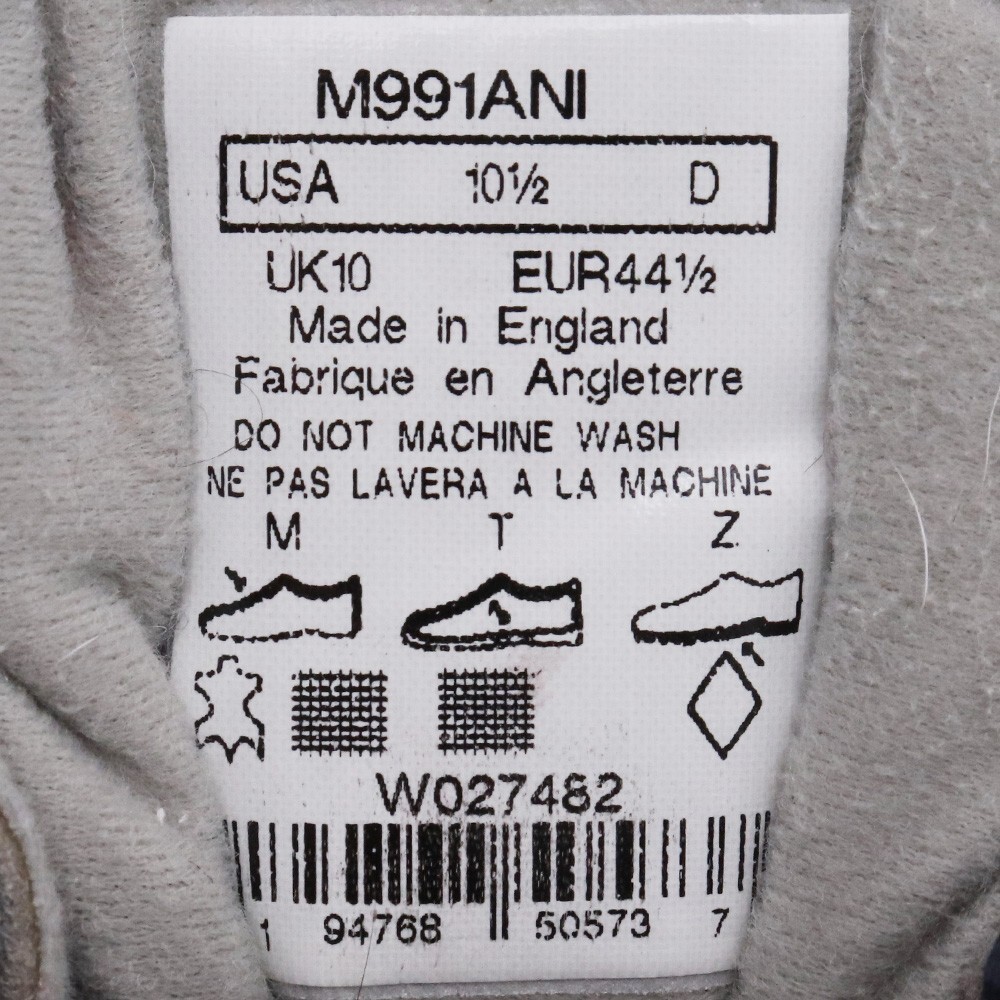 M991ANI
USA 10½ D
UK10 EUR44½
Made in England
Fabrique en Angleterre
DO NOT MACHINE WASH
NE PAS LAVERA A LA MACHINE
M T Z
W027482
1 94768 50573 7